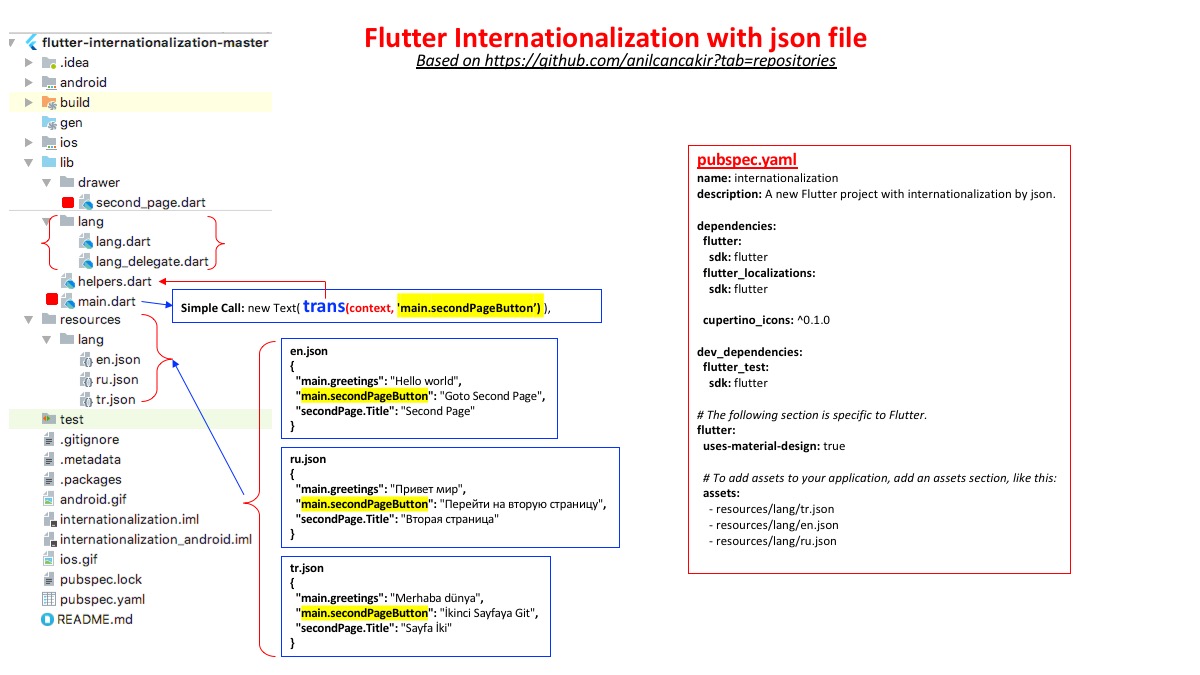 Flutter Internationalization with json file
Based on https://github.com/anilcancakir?tab=repositories
flutter-internationalization-master
.idea
android
build
gen
ios
lib
drawer
second_page.dart
lang
lang.dart
lang_delegate.dart
helpers.dart
main.dart
resources
lang
en.json
ru.json
tr.json
test
.gitignore
.metadata
.packages
android.gif
internationalization.iml
internationalization_android.iml
ios.gif
pubspec.lock
pubspec.yaml
README.md
Simple Call: new Text( trans(context, 'main.secondPageButton’) ),
en.json
{
"main.greetings": "Hello world",
"main.secondPageButton": "Goto Second Page",
"secondPage.Title": "Second Page"
}
ru.json
{
"main.greetings": "Привет мир",
"main.secondPageButton": "Перейти на вторую страницу",
"secondPage.Title": "Вторая страница"
}
tr.json
{
"main.greetings": "Merhaba dünya",
"main.secondPageButton": "İkinci Sayfaya Git",
"secondPage.Title": "Sayfa İki"
}
pubspec.yaml
name: internationalization
description: A new Flutter project with internationalization by json.
dependencies:
flutter:
sdk: flutter
flutter_localizations:
sdk: flutter
cupertino_icons: ^0.1.0
dev_dependencies:
flutter_test:
sdk: flutter
# The following section is specific to Flutter.
flutter:
uses-material-design: true
# To add assets to your application, add an assets section, like this:
assets:
- resources/lang/tr.json
- resources/lang/en.json
- resources/lang/ru.json